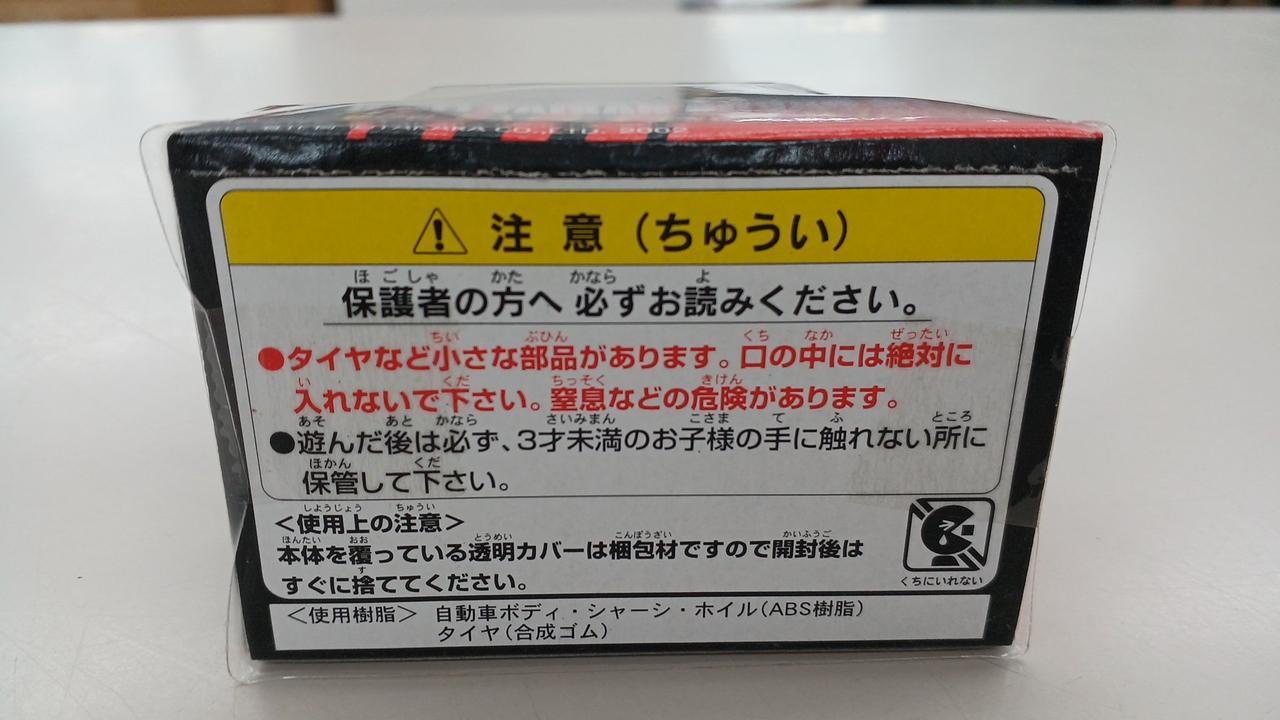 CO.,LTD. 200
注意(ちゅうい)
保護者の方へ 必ずお読みください。
●タイヤなど小さな部品があります。口の中には絶対に
入れないで下さい。窒息などの危険があります。
●遊んだ後は必ず、3才未満のお子様の手に触れない所に
保管して下さい。
<使用上の注意>
本体を覆っている透明カバーは梱包材ですので開封後は
すぐに捨ててください。
くちにいれない
<使用樹脂> 自動車ボディ・シャーシ・ホイル(ABS樹脂)
タイヤ(合成ゴム)